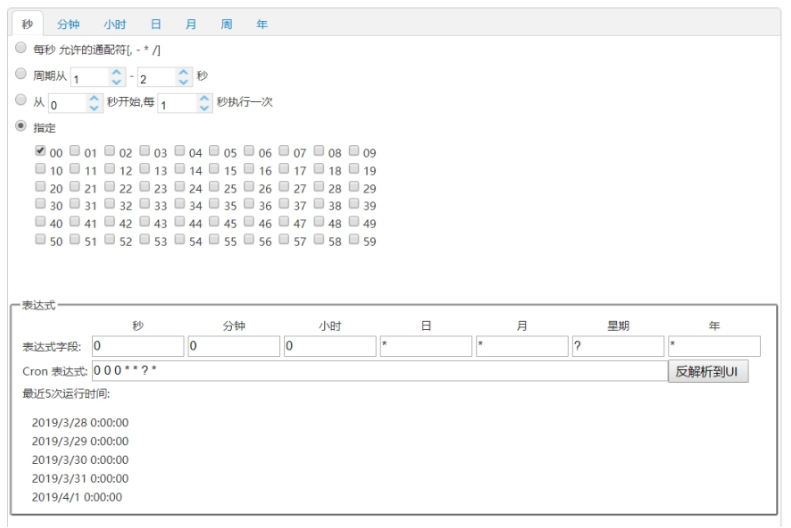 秒 分钟 小时 日 月 周 年
每秒 允许的通配符[, - * /]
周期从 1 - 2 秒
从 0 秒开始,每 1 秒执行一次
指定
00 01 02 03 04 05 06 07 08 09
10 11 12 13 14 15 16 17 18 19
20 21 22 23 24 25 26 27 28 29
30 31 32 33 34 35 36 37 38 39
40 41 42 43 44 45 46 47 48 49
50 51 52 53 54 55 56 57 58 59
表达式
秒 分钟 小时 日 月 星期 年
表达式字段: 0 0 0 * * ? *
Cron 表达式: 0 0 0 * * ? * 反解析到UI
最近5次运行时间:
2019/3/28 0:00:00
2019/3/29 0:00:00
2019/3/30 0:00:00
2019/3/31 0:00:00
2019/4/1 0:00:00